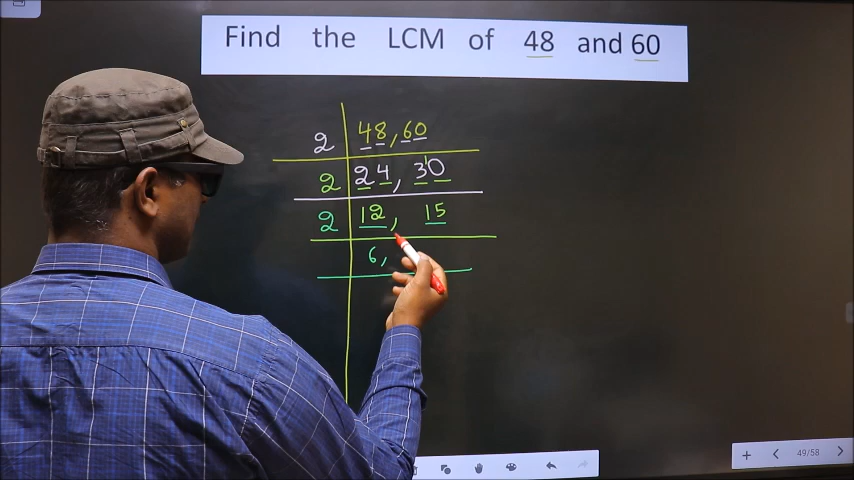 Find the LCM of 48 and 60
2 48, 60
2 24, 30
2 12, 15
6,
49/58